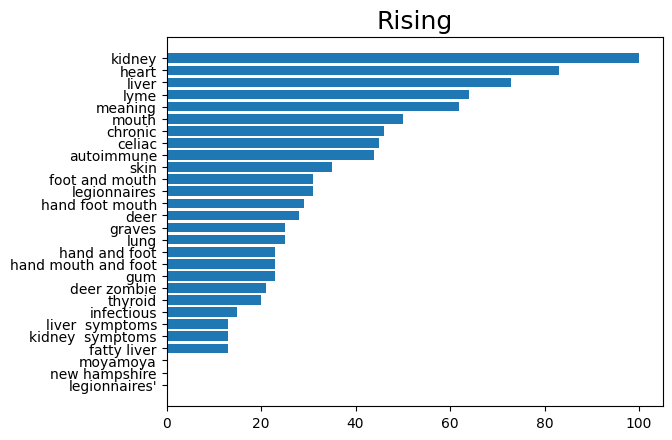 Rising
kidney
heart
liver
lyme
meaning
mouth
chronic
celiac
autoimmune
skin
foot and mouth
legionnaires
hand foot mouth
deer
graves
lung
hand and foot
hand mouth and foot
gum
deer zombie
thyroid
infectious
liver  symptoms
kidney  symptoms
fatty liver
moyamoya
new hampshire
legionnaires'
0 20 40 60 80 100